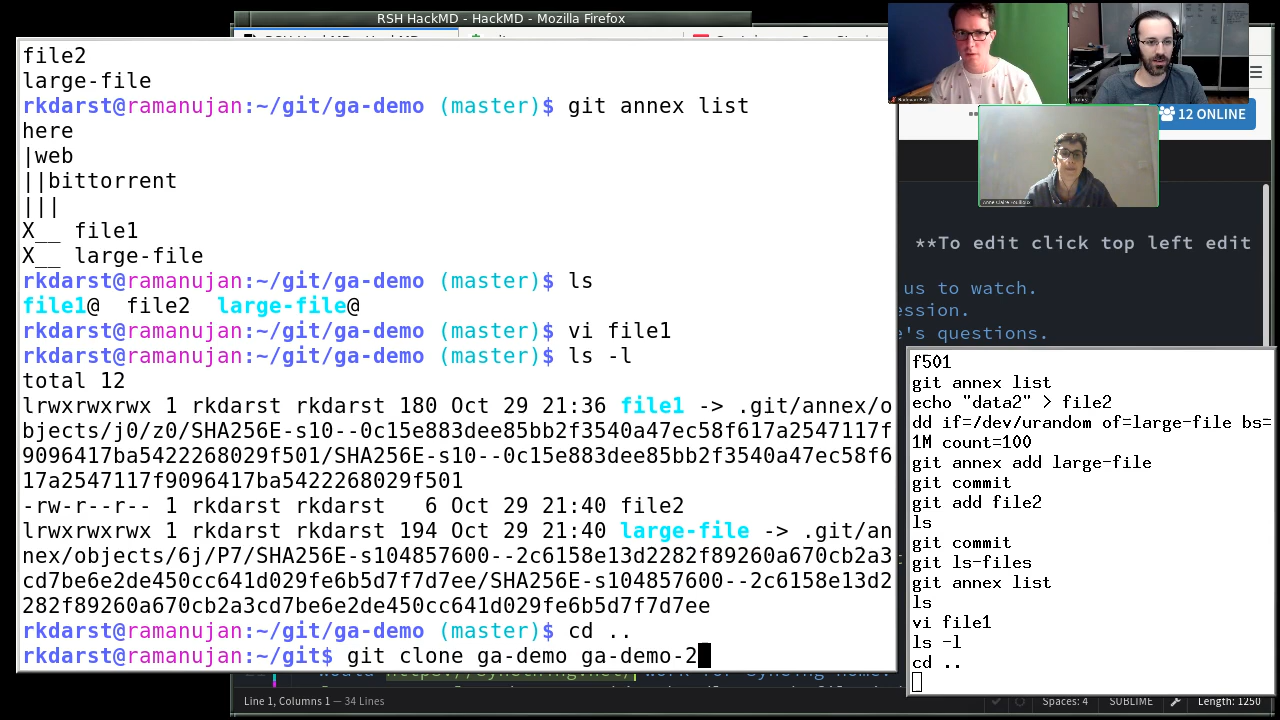 RSH HackMD - HackMD - Mozilla Firefox
file2
large-file
rkdarst@ramanujan:~/git/ga-demo (master)$ git annex list
here
|web
||bittorrent
|||
X__ file1
X__ large-file
rkdarst@ramanujan:~/git/ga-demo (master)$ ls
file1@  file2  large-file@
rkdarst@ramanujan:~/git/ga-demo (master)$ vi file1
rkdarst@ramanujan:~/git/ga-demo (master)$ ls -l
total 12
lrwxrwxrwx 1 rkdarst rkdarst 180 Oct 29 21:36 file1 -> .git/annex/o
bjects/j0/z0/SHA256E-s10--0c15e883dee85bb2f3540a47ec58f617a2547117f
9096417ba5422268029f501/SHA256E-s10--0c15e883dee85bb2f3540a47ec58f6
17a2547117f9096417ba5422268029f501
-rw-r--r-- 1 rkdarst rkdarst   6 Oct 29 21:40 file2
lrwxrwxrwx 1 rkdarst rkdarst 194 Oct 29 21:40 large-file -> .git/an
nex/objects/6j/P7/SHA256E-s104857600--2c6158e13d2282f89260a670cb2a3
cd7be6e2de450cc641d029fe6b5d7f7d7ee/SHA256E-s104857600--2c6158e13d2
282f89260a670cb2a3cd7be6e2de450cc641d029fe6b5d7f7d7ee
rkdarst@ramanujan:~/git/ga-demo (master)$ cd ..
rkdarst@ramanujan:~/git$ git clone ga-demo ga-demo-2
12 ONLINE
**To edit click top left edit
us to watch.
ession.
e's questions.
f501
git annex list
echo "data2" > file2
dd if=/dev/urandom of=large-file bs=
1M count=100
git annex add large-file
git commit
git add file2
ls
git commit
git ls-files
git annex list
ls
vi file1
ls -l
cd ..
Line 1, Columns 1 — 34 Lines
Spaces: 4
SUBLIME
Length: 1250